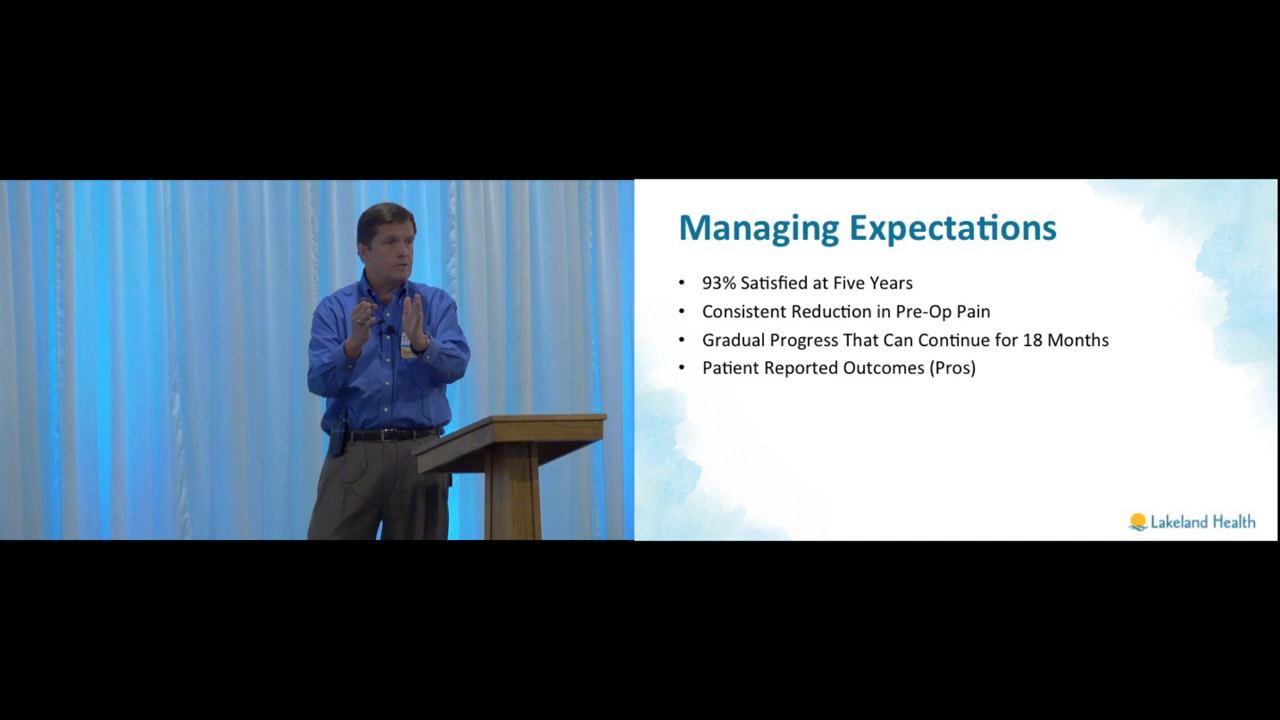 Managing Expectations
• 93% Satisfied at Five Years
• Consistent Reduction in Pre-Op Pain
• Gradual Progress That Can Continue for 18 Months
• Patient Reported Outcomes (Pros)
Lakeland Health